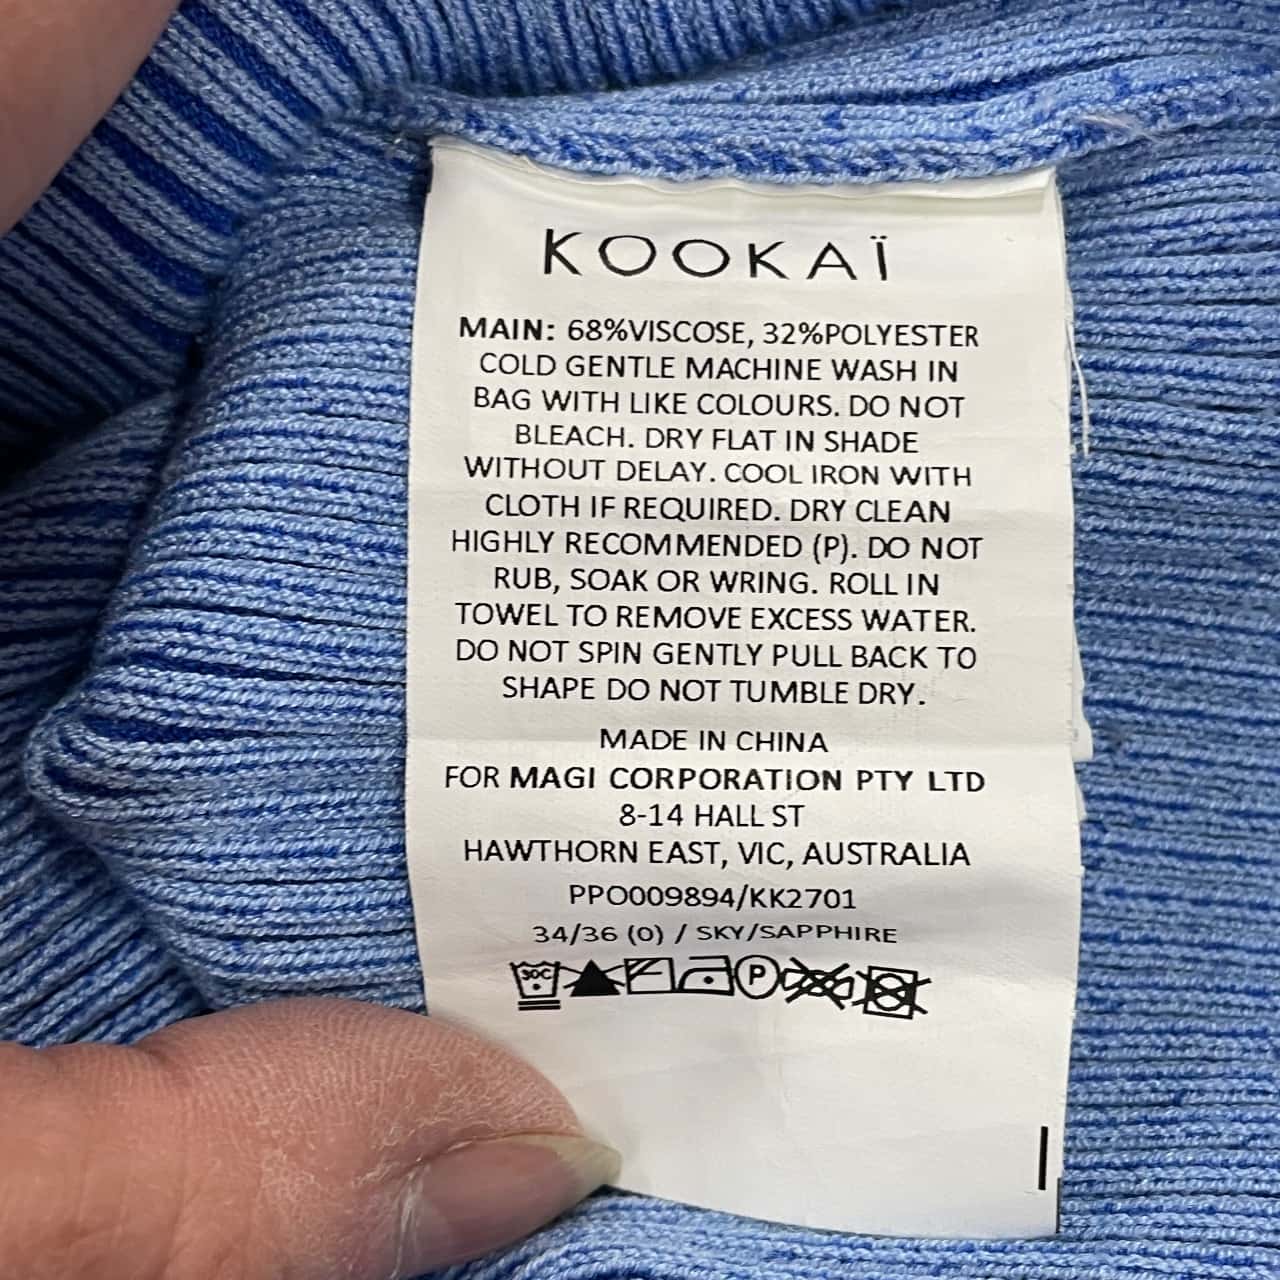 KOOKAÏ
MAIN: 68%VISCOSE, 32%POLYESTER
COLD GENTLE MACHINE WASH IN
BAG WITH LIKE COLOURS. DO NOT
BLEACH. DRY FLAT IN SHADE
WITHOUT DELAY. COOL IRON WITH
CLOTH IF REQUIRED. DRY CLEAN
HIGHLY RECOMMENDED (P). DO NOT
RUB, SOAK OR WRING. ROLL IN
TOWEL TO REMOVE EXCESS WATER.
DO NOT SPIN GENTLY PULL BACK TO
SHAPE DO NOT TUMBLE DRY.
MADE IN CHINA
FOR MAGI CORPORATION PTY LTD
8-14 HALL ST
HAWTHORN EAST, VIC, AUSTRALIA
PPO009894/KK2701
34/36 (0) / SKY/SAPPHIRE
30C P